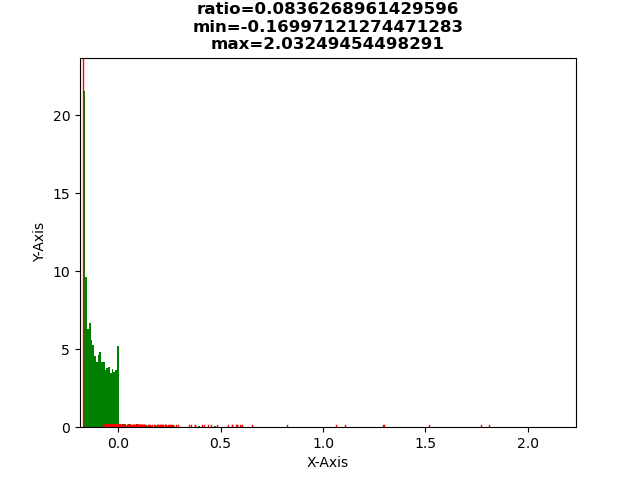 ratio=0.0836268961429596
min=-0.16997121274471283
max=2.03249454498291
20
15
10
5
0
Y-Axis
0.0 0.5 1.0 1.5 2.0
X-Axis